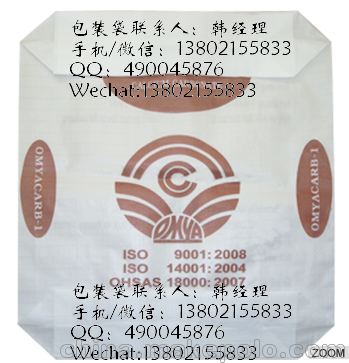 包装袋联系人：韩经理
手机/微信：13802155833
QQ：490045876
Wechat:13802155833
OMYACARB-1
OMYACARB-1
OMYA
ISO 9001:2008
ISO 14001:2004
OHSAS 18000:2007
包装袋联系人：韩经理
手机/微信：13802155833
QQ：490045876
Wechat:13802155833
ZOOM